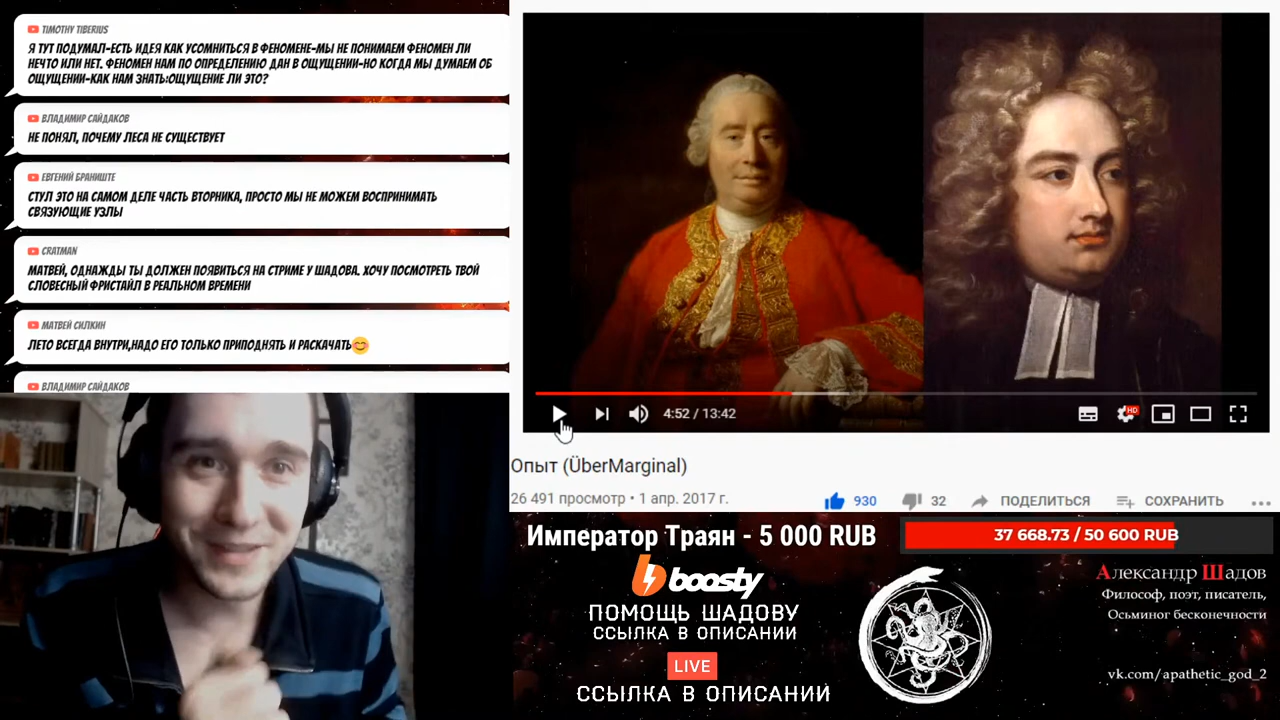 TIMOTHY TIBERIUS
Я ТУТ ПОДУМАЛ-ЕСТЬ ИДЕЯ КАК УСОМНИТЬСЯ В ФЕНОМЕНЕ-МЫ НЕ ПОНИМАЕМ ФЕНОМЕН ЛИ
НЕЧТО ИЛИ НЕТ. ФЕНОМЕН НАМ ПО ОПРЕДЕЛЕНИЮ ДАН В ОЩУЩЕНИИ-НО КОГДА МЫ ДУМАЕМ ОБ
ОЩУЩЕНИИ-КАК НАМ ЗНАТЬ:ОЩУЩЕНИЕ ЛИ ЭТО?
ВЛАДИМИР САЙДАКОВ
НЕ ПОНЯЛ, ПОЧЕМУ ЛЕСА НЕ СУЩЕСТВУЕТ
ЕВГЕНИЙ БРАНИШТЕ
СТУЛ ЭТО НА САМОМ ДЕЛЕ ЧАСТЬ ВТОРНИКА, ПРОСТО МЫ НЕ МОЖЕМ ВОСПРИНИМАТЬ
СВЯЗУЮЩИЕ УЗЛЫ
CRATMAN
МАТВЕЙ, ОДНАЖДЫ ТЫ ДОЛЖЕН ПОЯВИТЬСЯ НА СТРИМЕ У ШАДОВА. ХОЧУ ПОСМОТРЕТЬ ТВОЙ
СЛОВЕСНЫЙ ФРИСТАЙЛ В РЕАЛЬНОМ ВРЕМЕНИ
МАТВЕЙ СИЛКИН
ЛЕТО ВСЕГДА ВНУТРИ,НАДО ЕГО ТОЛЬКО ПРИПОДНЯТЬ И РАСКАЧАТЬ😊
ВЛАДИМИР САЙДАКОВ
4:52 / 13:42
HD
Опыт (ÜberMarginal)
26 491 просмотр • 1 апр. 2017 г.
930
32
ПОДЕЛИТЬСЯ
СОХРАНИТЬ
Император Траян - 5 000 RUB
37 668.73 / 50 600 RUB
boosty
ПОМОЩЬ ШАДОВУ
ССЫЛКА В ОПИСАНИИ
LIVE
ССЫЛКА В ОПИСАНИИ
Александр Шадов
Философ, поэт, писатель,
Осьминог бесконечности
vk.com/apathetic_god_2